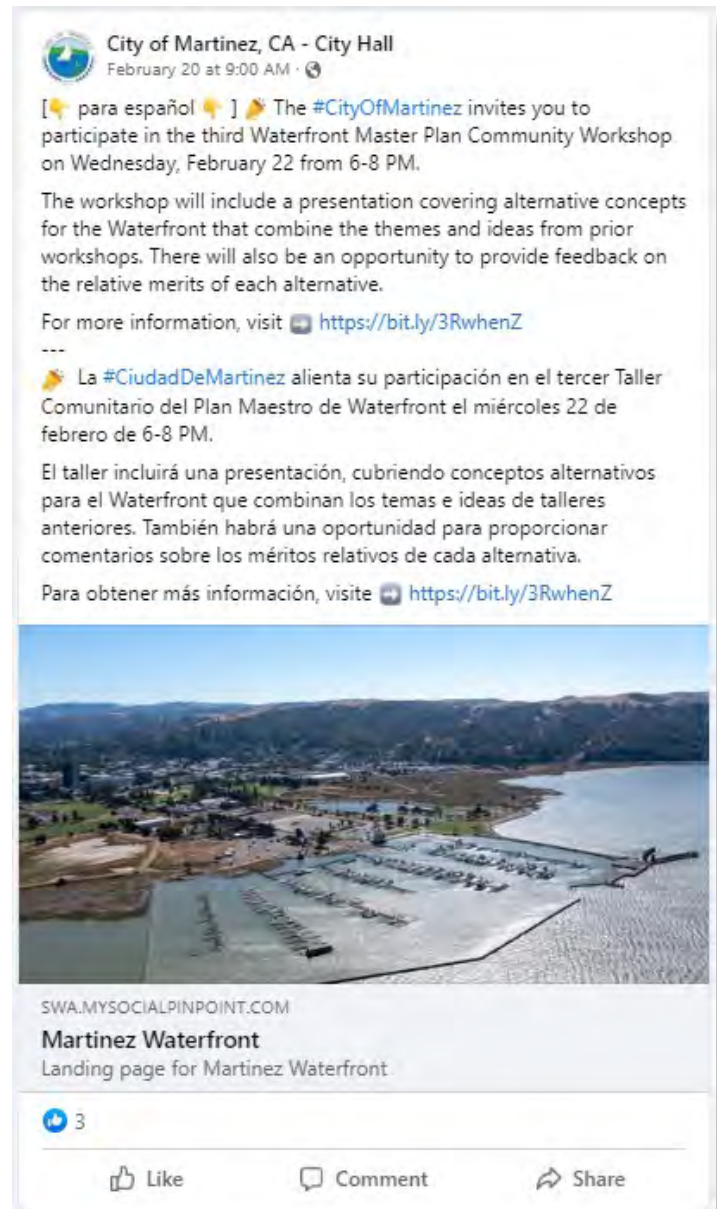 City of Martinez, CA - City Hall
February 20 at 9:00 AM ·
[👇 para español 👇 ] 🎉 The #CityOfMartinez invites you to
participate in the third Waterfront Master Plan Community Workshop
on Wednesday, February 22 from 6-8 PM.
The workshop will include a presentation covering alternative concepts
for the Waterfront that combine the themes and ideas from prior
workshops. There will also be an opportunity to provide feedback on
the relative merits of each alternative.
For more information, visit ➡️ https://bit.ly/3RwhenZ
---
🎉 La #CiudadDeMartinez alienta su participación en el tercer Taller
Comunitario del Plan Maestro de Waterfront el miércoles 22 de
febrero de 6-8 PM.
El taller incluirá una presentación, cubriendo conceptos alternativos
para el Waterfront que combinan los temas e ideas de talleres
anteriores. También habrá una oportunidad para proporcionar
comentarios sobre los méritos relativos de cada alternativa.
Para obtener más información, visite ➡️ https://bit.ly/3RwhenZ
SWA.MYSOCIALPINPOINT.COM
Martinez Waterfront
Landing page for Martinez Waterfront
3
Like
Comment
Share